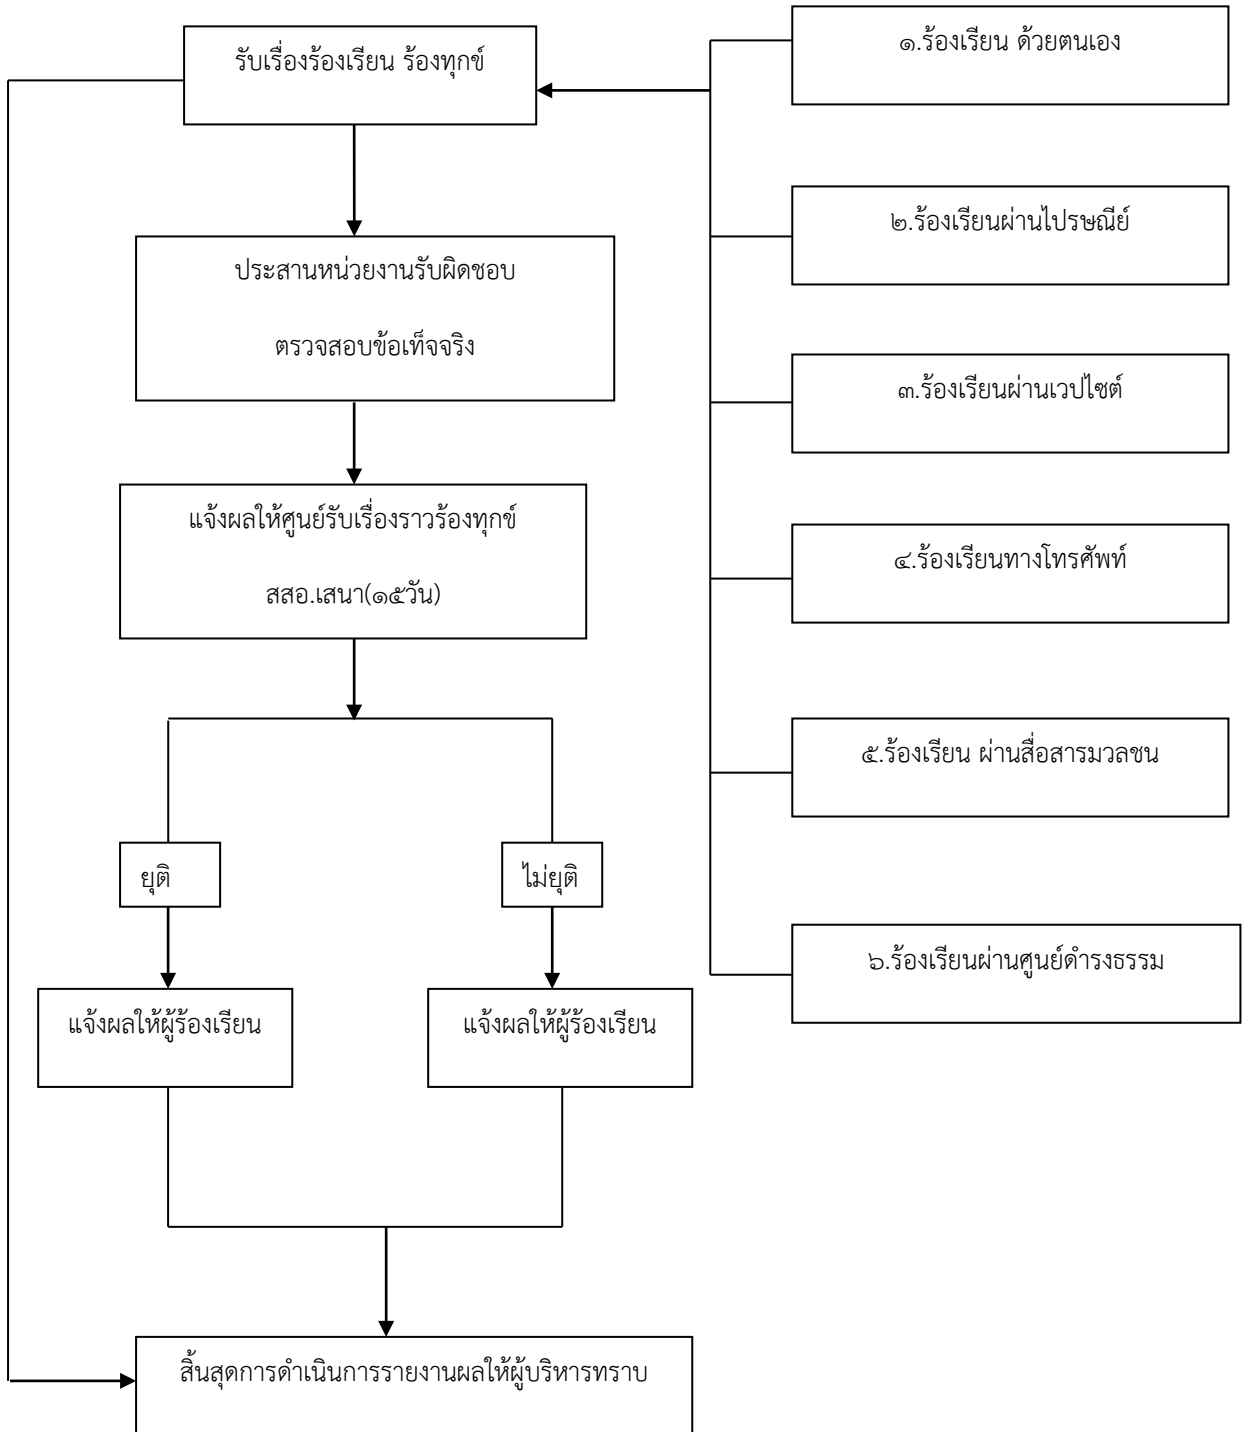 รับเรื่องร้องเรียน ร้องทุกข์
๑.ร้องเรียน ด้วยตนเอง
๒.ร้องเรียนผ่านไปรษณีย์
ประสานหน่วยงานรับผิดชอบ
ตรวจสอบข้อเท็จจริง
๓.ร้องเรียนผ่านเวปไซต์
แจ้งผลให้ศูนย์รับเรื่องราวร้องทุกข์
สสอ.เสนา(๑๕วัน)
๔.ร้องเรียนทางโทรศัพท์
๕.ร้องเรียน ผ่านสื่อสารมวลชน
ยุติ
ไม่ยุติ
๖.ร้องเรียนผ่านศูนย์ดำรงธรรม
แจ้งผลให้ผู้ร้องเรียน
แจ้งผลให้ผู้ร้องเรียน
สิ้นสุดการดำเนินการรายงานผลให้ผู้บริหารทราบ